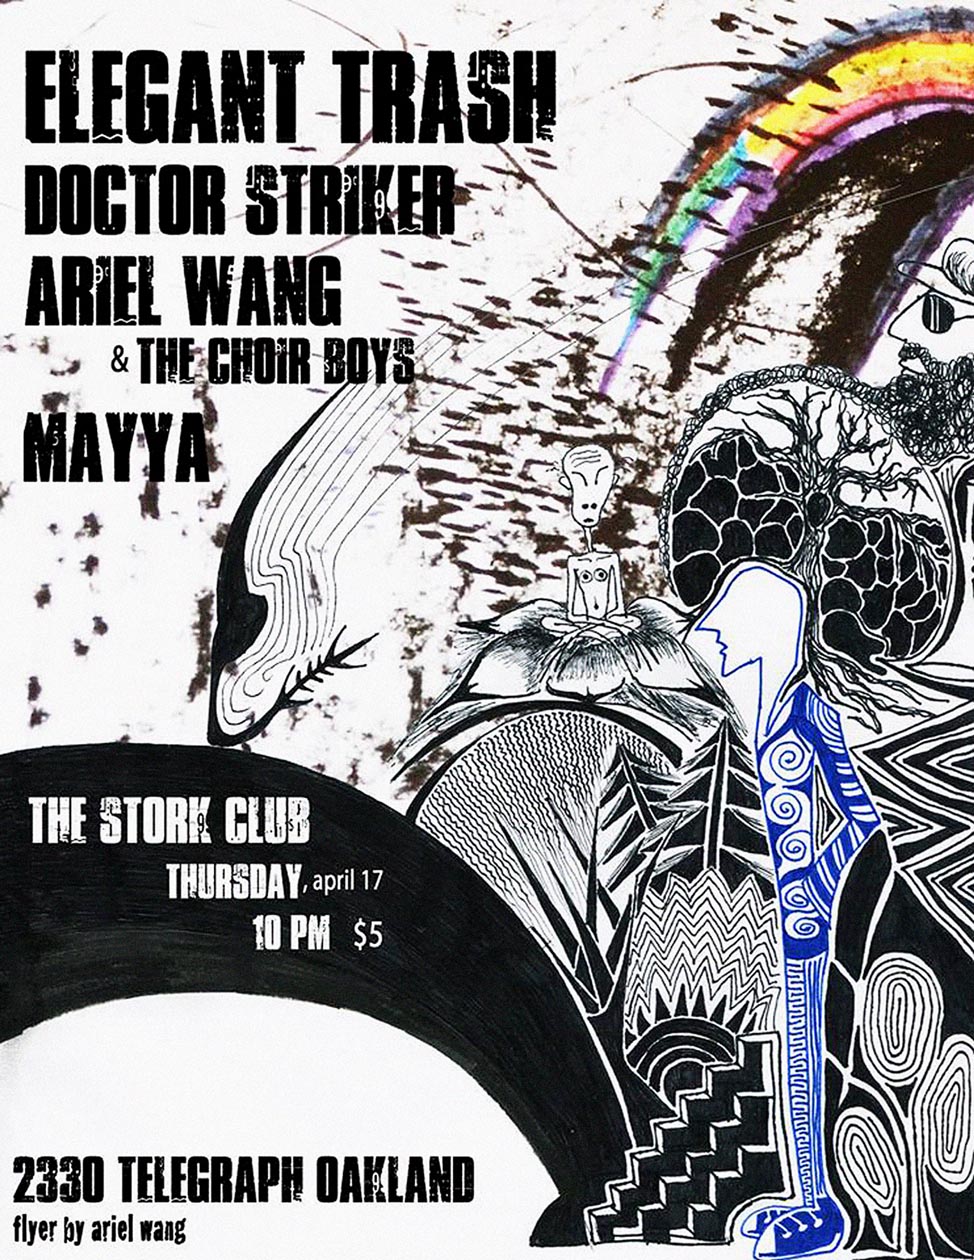 ELEGANT TRASH
DOCTOR STRIKER
ARIEL WANG
& THE CHOIR BOYS
MAYYA
THE STORK CLUB
THURSDAY, april 17
10 PM $5
2330 TELEGRAPH OAKLAND
flyer by ariel wang